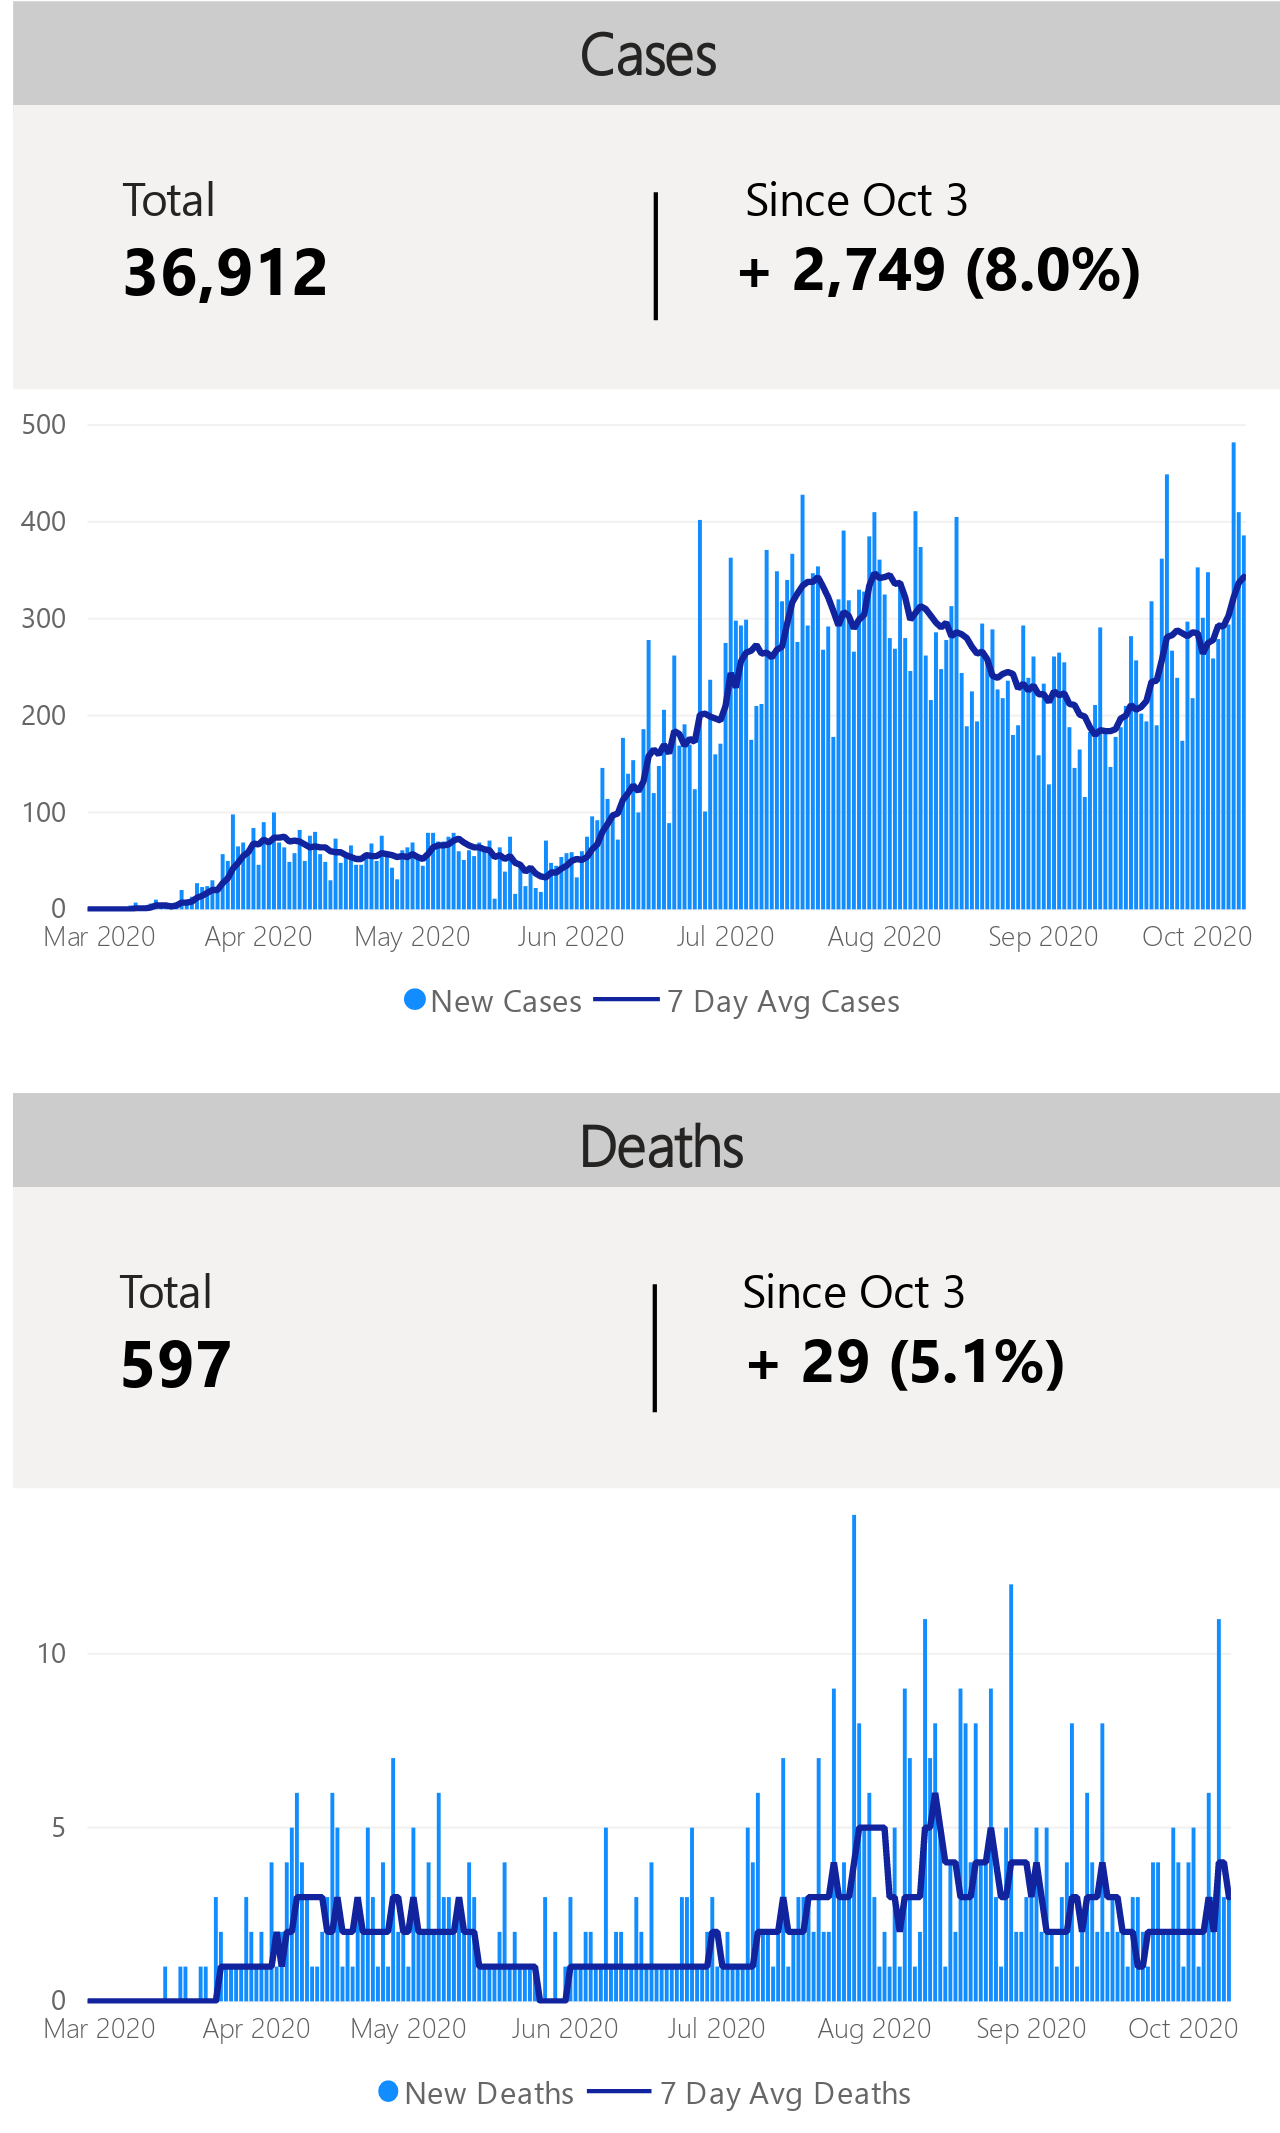 Cases
Total
Since Oct 3
36,912
+ 2,749 (8.0%)
500
400
300
200
100
0
Mar 2020 Apr 2020 May 2020 Jun 2020 Jul 2020 Aug 2020 Sep 2020 Oct 2020
New Cases 7 Day Avg Cases
Deaths
Total
Since Oct 3
597
+ 29 (5.1%)
10
5
0
Mar 2020 Apr 2020 May 2020 Jun 2020 Jul 2020 Aug 2020 Sep 2020 Oct 2020
New Deaths 7 Day Avg Deaths